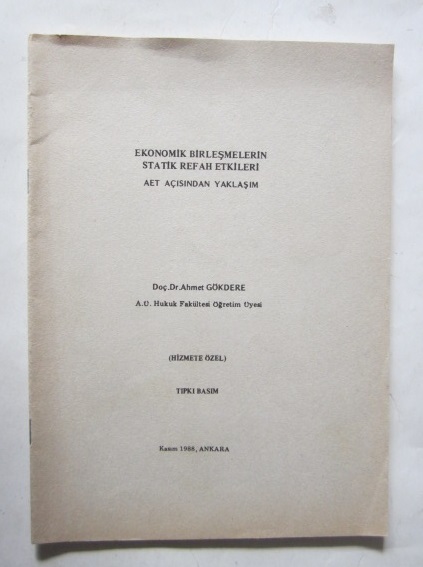 EKONOMİK BİRLEŞMELERİN
STATİK REFAH ETKİLERİ
AET AÇISINDAN YAKLAŞIM
Doç.Dr.Ahmet GÖKDERE
A.Ü. Hukuk Fakültesi Öğretim Üyesi
(HİZMETE ÖZEL)
TIPKI BASIM
Kasım 1988, ANKARA